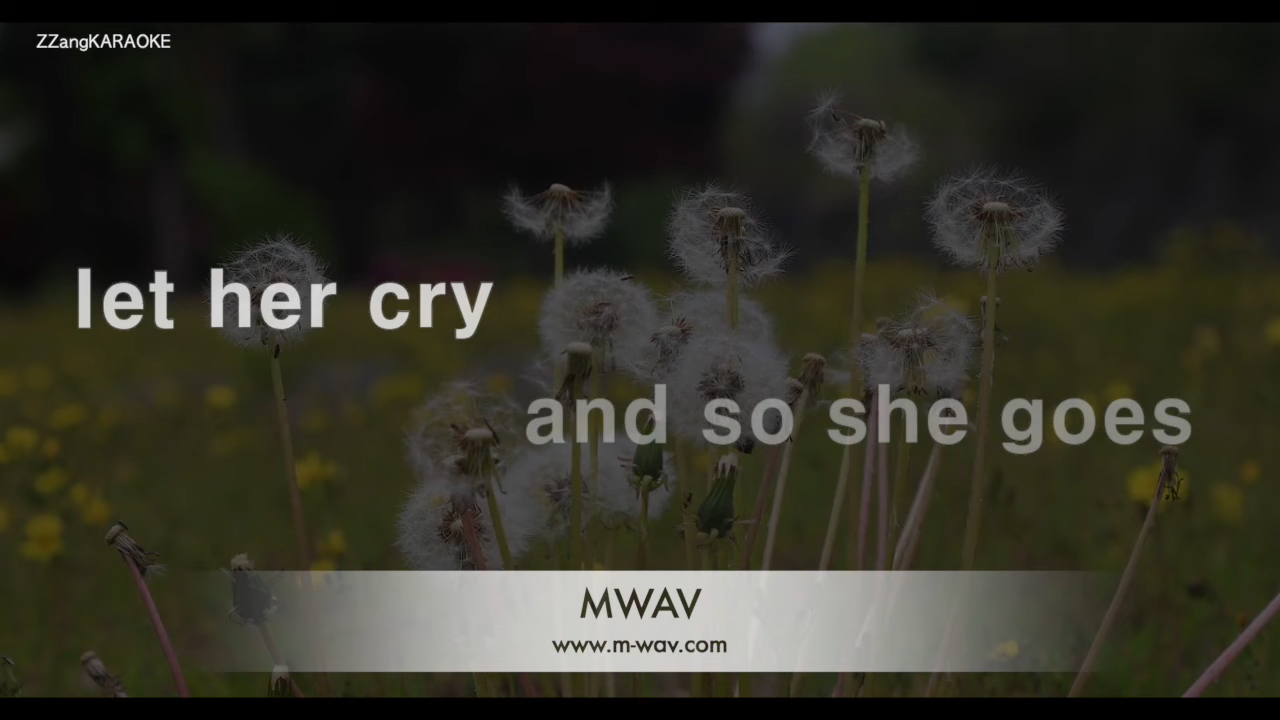 ZZangKARAOKE
let her cry
and so she goes
MWAV
www.m-wav.com